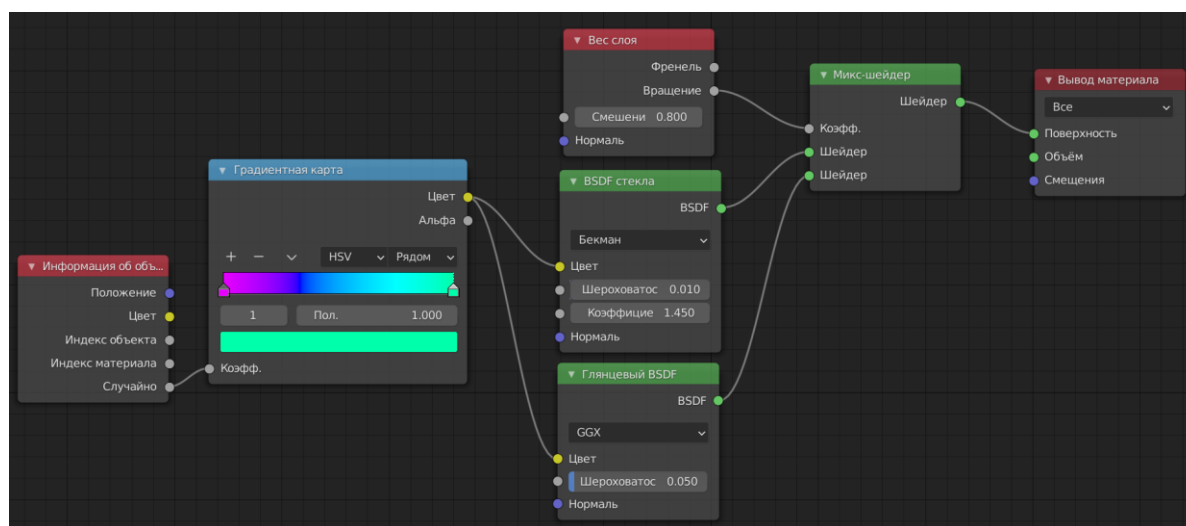 Информация об объ...
Положение
Цвет
Индекс объекта
Индекс материала
Случайно
Градиентная карта
Цвет
Альфа
+ − HSV Рядом
1 Пол. 1.000
Коэфф.
Вес слоя
Френель
Вращение
Смешени 0.800
Нормаль
BSDF стекла
BSDF
Бекман
Цвет
Шероховатос 0.010
Коэффицие 1.450
Нормаль
Глянцевый BSDF
BSDF
GGX
Цвет
Шероховатос 0.050
Нормаль
Микс-шейдер
Шейдер
Коэфф.
Шейдер
Шейдер
Вывод материала
Все
Поверхность
Объём
Смещения